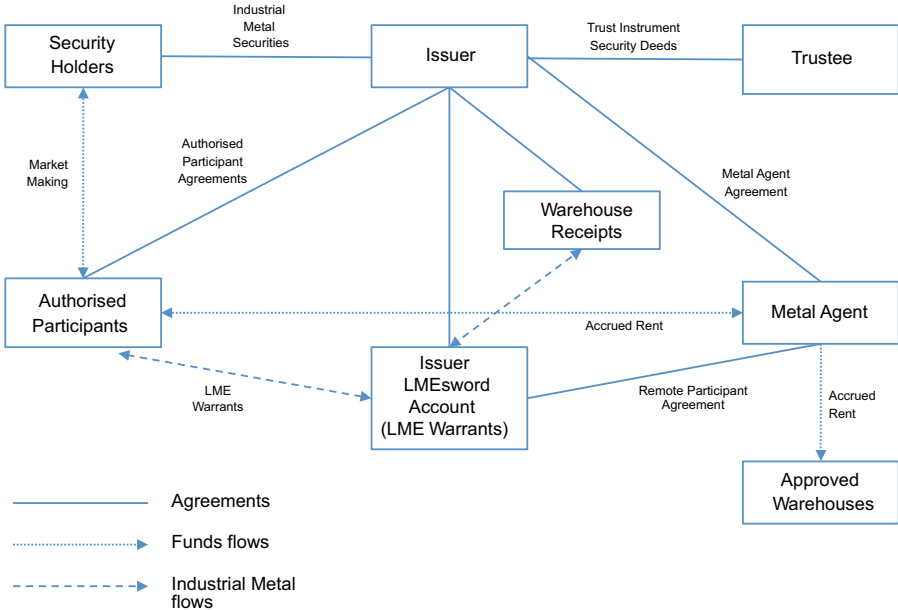 Industrial
Metal
Securities
Trust Instrument
Security Deeds
Security
Holders
Issuer
Trustee
Market
Making
Authorised
Participant
Agreements
Metal Agent
Agreement
Warehouse
Receipts
Authorised
Participants
Metal Agent
Accrued Rent
Issuer
LMEsword
Account
(LME Warrants)
LME
Warrants
Remote Participant
Agreement
Accrued
Rent
Approved
Warehouses
Agreements
Funds flows
Industrial Metal
flows